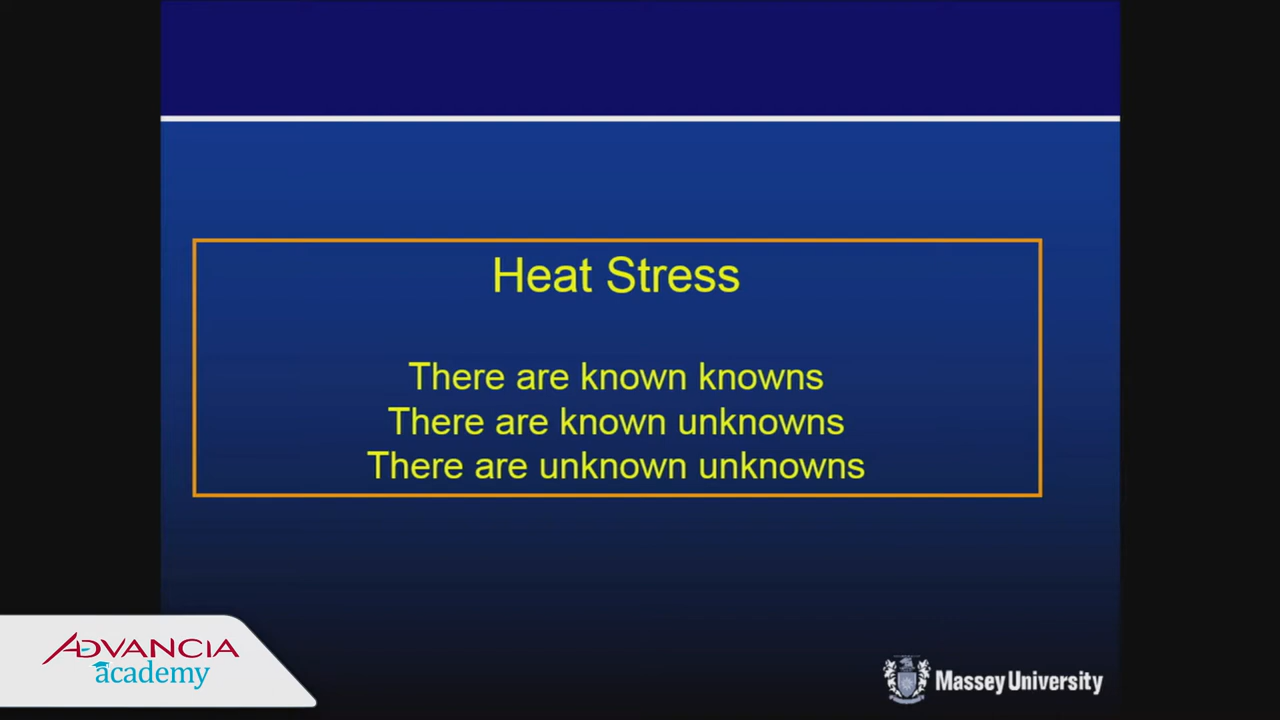 Heat Stress
There are known knowns
There are known unknowns
There are unknown unknowns
ADVANCIA
academy
Massey University